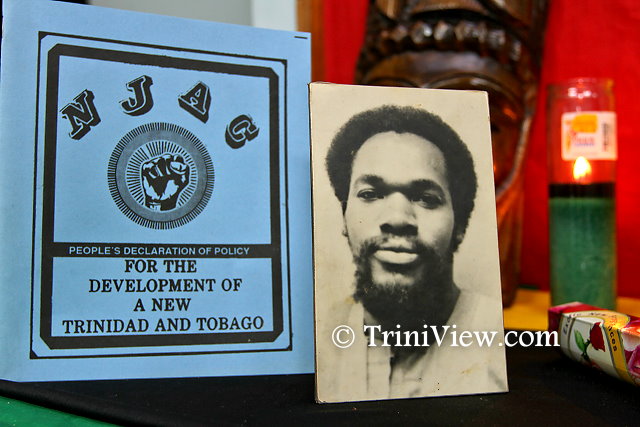 NJAC
PEOPLE'S DECLARATION OF POLICY
FOR THE
DEVELOPMENT OF
A NEW
TRINIDAD AND TOBAGO
© TriniView.com